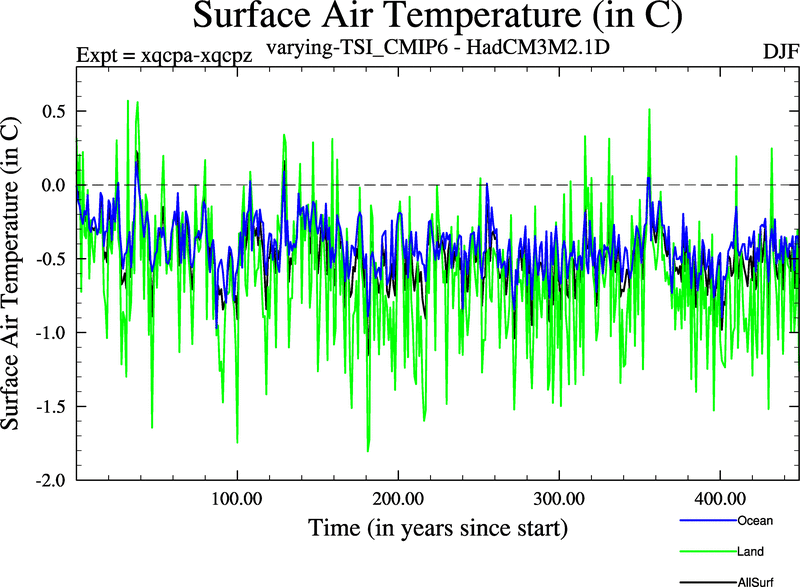 Surface Air Temperature (in C)
Expt = xqcpa-xqcpz varying-TSI_CMIP6 - HadCM3M2.1D DJF
Surface Air Temperature (in C)
0.5
0.0
-0.5
-1.0
-1.5
-2.0
100.00 200.00 300.00 400.00
Time (in years since start)
Ocean
Land
AllSurf